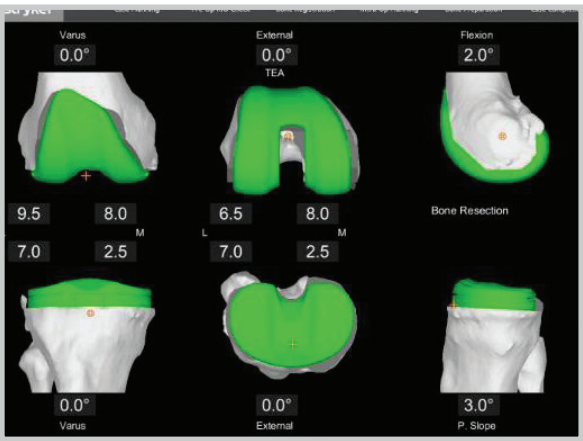 Varus External Flexion
0.0° 0.0° 2.0°
TEA
9.5 8.0 6.5 8.0 Bone Resection
M L M
7.0 2.5 7.0 2.5
0.0° 0.0° 3.0°
Varus External P. Slope